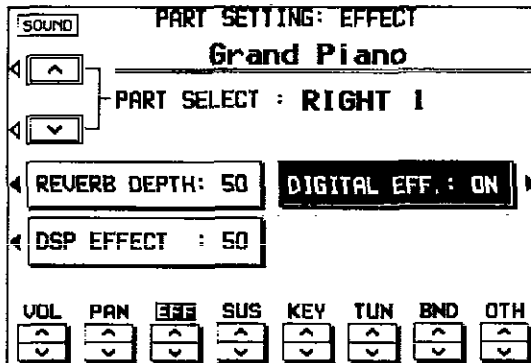 SOUND PART SETTING: EFFECT
Grand Piano
PART SELECT : RIGHT 1
REVERB DEPTH: 50 DIGITAL EFF.: ON
DSP EFFECT : 50
VOL PAN EFF SUS KEY TUN BND OTH